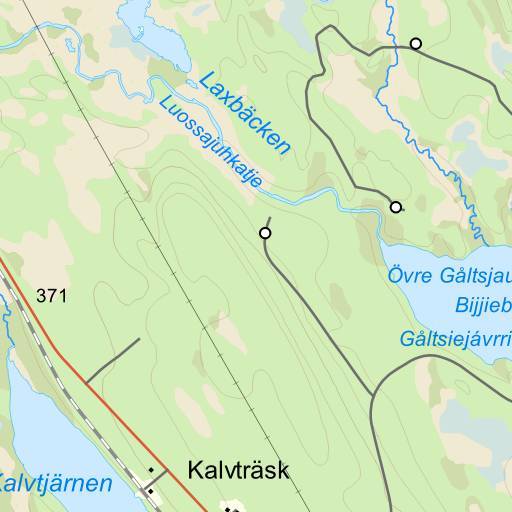 Laxbäcken
Luossajuhkatje
Övre Gåltsjau
Bijjieb
Gåltsiejávrri
371
Kalvträsk
Kalvtjärnen